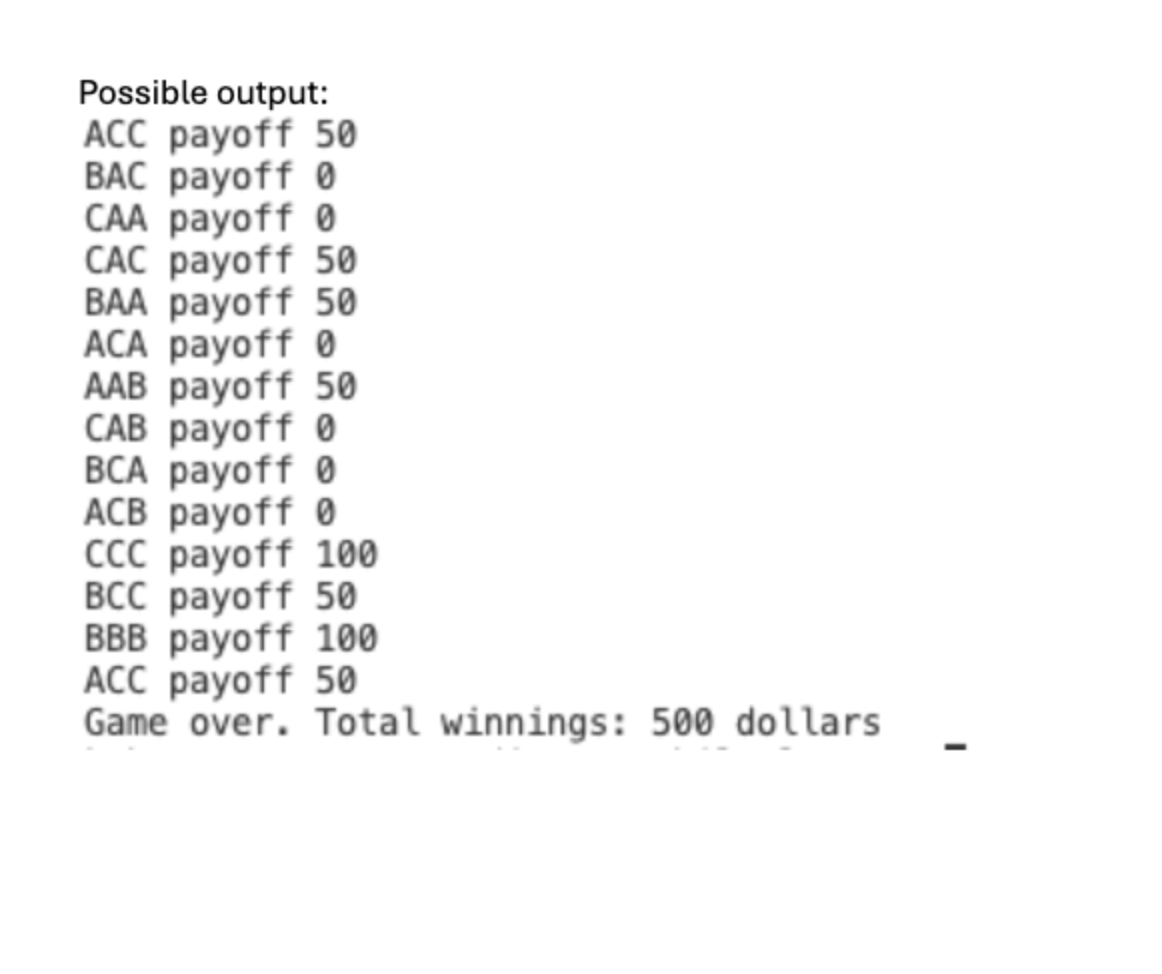 Possible output:
ACC payoff 50
BAC payoff 0
CAA payoff 0
CAC payoff 50
BAA payoff 50
ACA payoff 0
AAB payoff 50
CAB payoff 0
BCA payoff 0
ACB payoff 0
CCC payoff 100
BCC payoff 50
BBB payoff 100
ACC payoff 50
Game over. Total winnings: 500 dollars